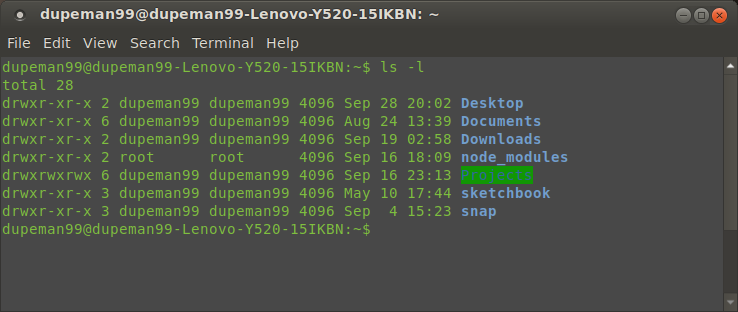 dupeman99@dupeman99-Lenovo-Y520-15IKBN: ~
File Edit View Search Terminal Help
dupeman99@dupeman99-Lenovo-Y520-15IKBN:~$ ls -l
total 28
drwxr-xr-x 2 dupeman99 dupeman99 4096 Sep 28 20:02 Desktop
drwxr-xr-x 6 dupeman99 dupeman99 4096 Aug 24 13:39 Documents
drwxr-xr-x 2 dupeman99 dupeman99 4096 Sep 19 02:58 Downloads
drwxr-xr-x 2 root      root      4096 Sep 16 18:09 node_modules
drwxrwxrwx 6 dupeman99 dupeman99 4096 Sep 16 23:13 Projects
drwxr-xr-x 3 dupeman99 dupeman99 4096 May 10 17:44 sketchbook
drwxr-xr-x 3 dupeman99 dupeman99 4096 Sep  4 15:23 snap
dupeman99@dupeman99-Lenovo-Y520-15IKBN:~$